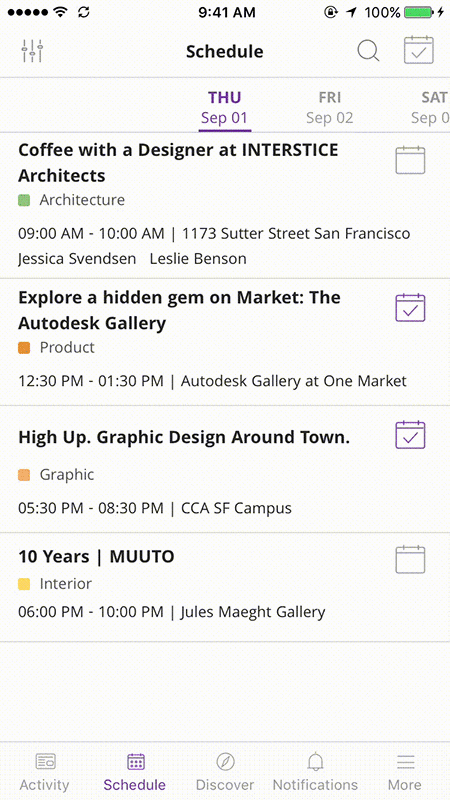 9:41 AM
100%
Schedule
THU
FRI
SAT
Sep 01
Sep 02
Sep 0
Coffee with a Designer at INTERSTICE
Architects
Architecture
09:00 AM - 10:00 AM | 1173 Sutter Street San Francisco
Jessica Svendsen Leslie Benson
Explore a hidden gem on Market: The
Autodesk Gallery
Product
12:30 PM - 01:30 PM | Autodesk Gallery at One Market
High Up. Graphic Design Around Town.
Graphic
05:30 PM - 08:30 PM | CCA SF Campus
10 Years | MUUTO
Interior
06:00 PM - 10:00 PM | Jules Maeght Gallery
Activity
Schedule
Discover
Notifications
More